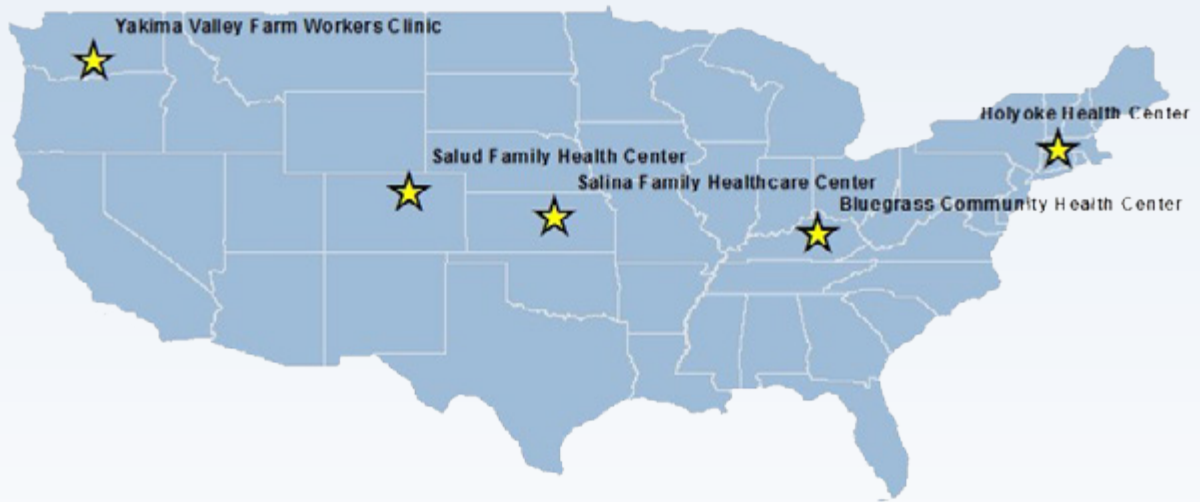 Yakima Valley Farm Workers Clinic
Holyoke Health Center
Salud Family Health Center
Salina Family Healthcare Center
Bluegrass Community Health Center